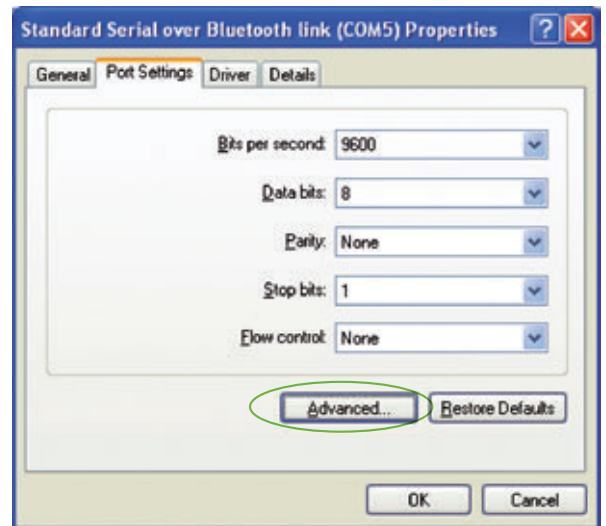 Standard Serial over Bluetooth link (COM5) Properties
General Port Settings Driver Details
Bits per second: 9600
Data bits: 8
Parity: None
Stop bits: 1
Flow control: None
Advanced... Restore Defaults
OK Cancel